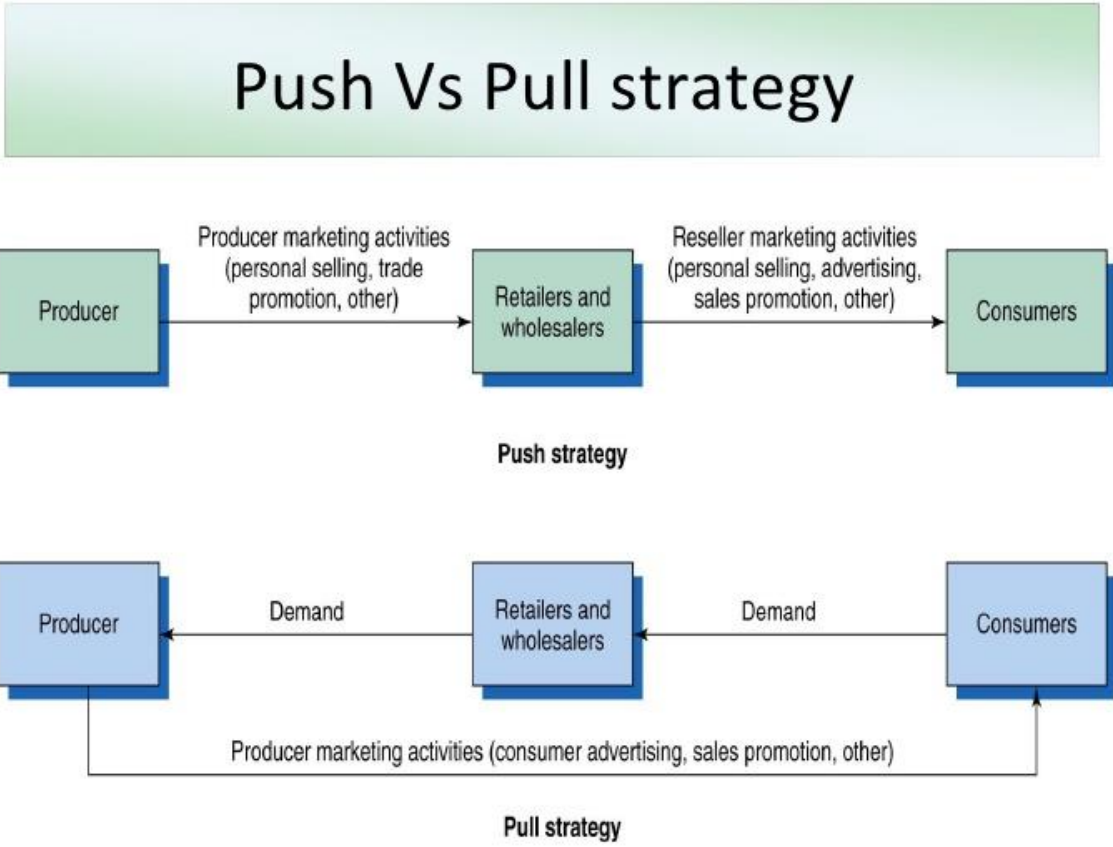 Push Vs Pull strategy
Producer marketing activities
(personal selling, trade
promotion, other)
Reseller marketing activities
(personal selling, advertising,
sales promotion, other)
Producer
Retailers and
wholesalers
Consumers
Push strategy
Producer
Demand
Retailers and
wholesalers
Demand
Consumers
Producer marketing activities (consumer advertising, sales promotion, other)
Pull strategy